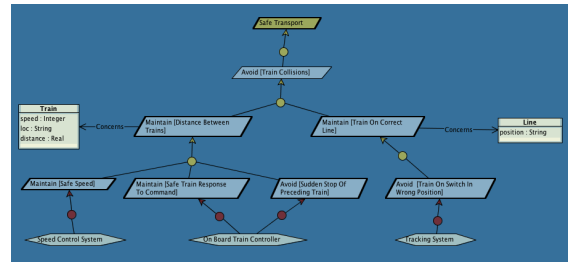 Safe Transport
Avoid [Train Collisions]
Train
speed : Integer
loc : String
distance : Real
Concerns
Maintain [Distance Between
Trains]
Maintain [Train On Correct
Line]
Concerns
Line
position : String
Maintain [Safe Speed]
Maintain [Safe Train Response
To Command]
Avoid [Sudden Stop Of
Preceding Train]
Avoid [Train On Switch In
Wrong Position]
Speed Control System
On Board Train Controller
Tracking System